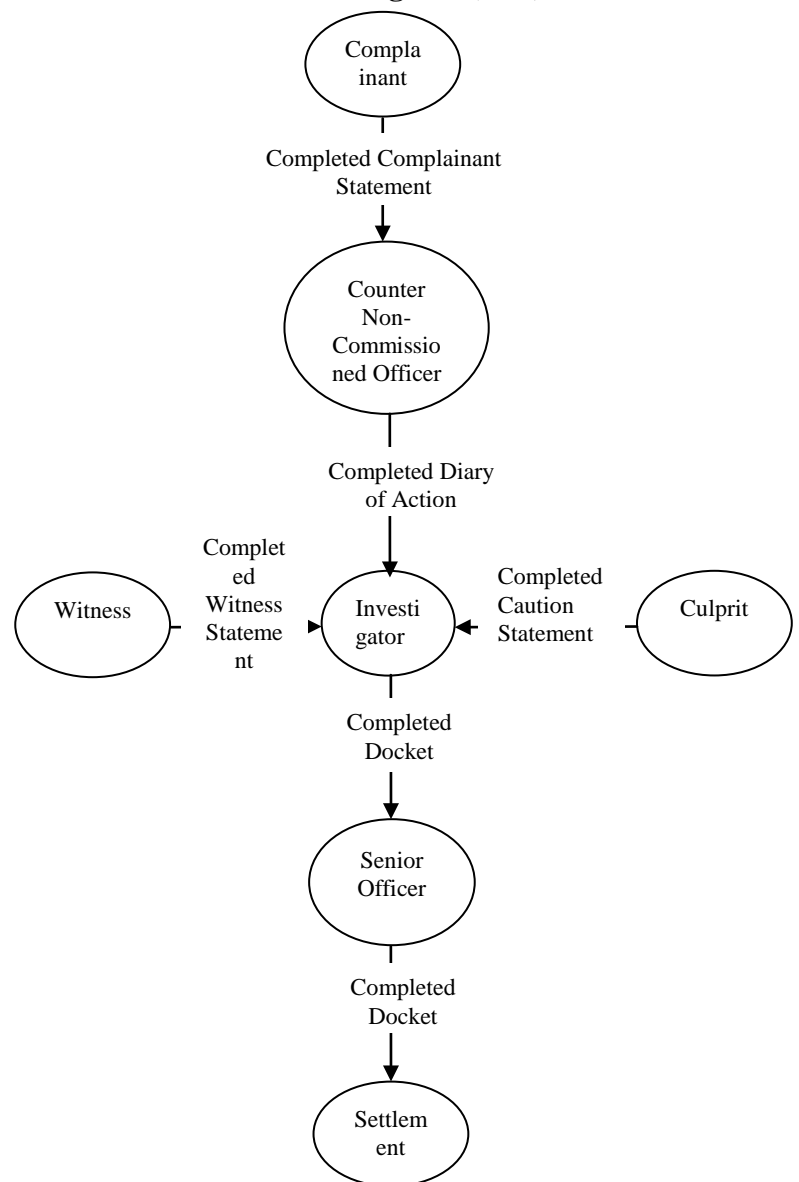 Compla
inant
Completed Complainant
Statement
Counter
Non-
Commissio
ned Officer
Completed Diary
of Action
Witness
Complet
ed
Witness
Stateme
nt
Investi
gator
Completed
Caution
Statement
Culprit
Completed
Docket
Senior
Officer
Completed
Docket
Settlem
ent